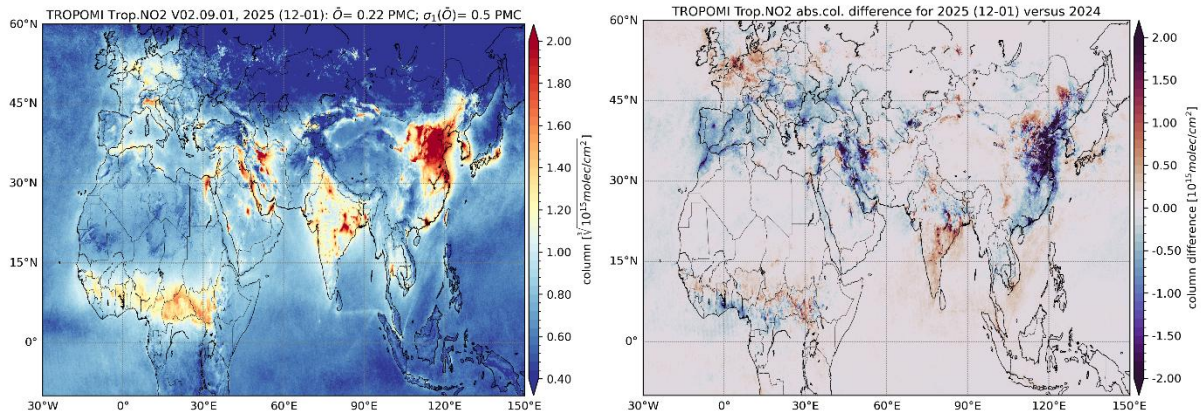 TROPOMI Trop.NO2 V02.09.01, 2025 (12-01): Ō= 0.22 PMC; σ₁(Ō)= 0.5 PMC
60°N
45°N
30°N
15°N
0°
30°W 0° 30°E 60°E 90°E 120°E 150°E
2.00
1.80
1.60
1.40
1.20
1.00
0.80
0.60
0.40
column [∛10¹⁵molec/cm²]
TROPOMI Trop.NO2 abs.col. difference for 2025 (12-01) versus 2024
60°N
45°N
30°N
15°N
0°
30°W 0° 30°E 60°E 90°E 120°E 150°E
2.00
1.50
1.00
0.50
0.00
-0.50
-1.00
-1.50
-2.00
column difference [10¹⁵molec/cm²]